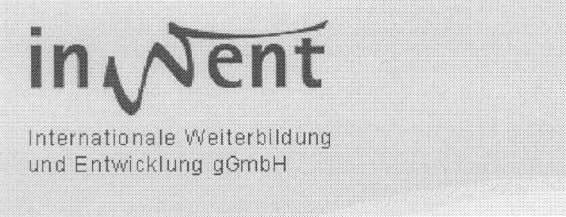 inWent
Internationale Weiterbildung
und Entwicklung gGmbH